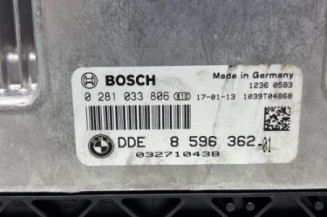 BOSCH
Made in Germany
1236 0583
0 281 033 806 17-01-13 1039T04868
DDE 8 596 362-01
032710438